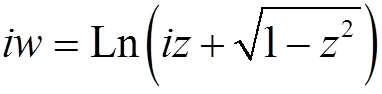 iw = Ln(iz + √(1 − z²))